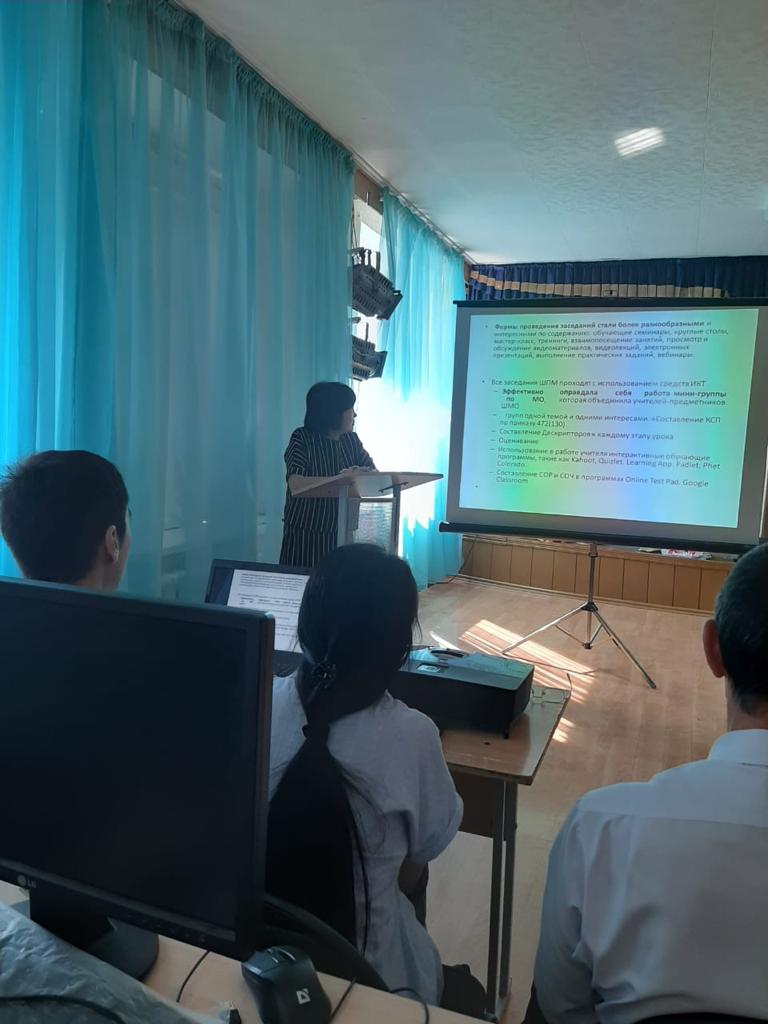 Формы проведения заседаний стали более разнообразными и
интересными по содержанию: обучающие семинары, круглые столы,
мастер-класс, тренинги, взаимопосещение занятий, просмотр и
обсуждение видеоматериалов, видеолекций, электронных
презентаций, выполнение практических заданий, вебинары.
Все заседания ШПМ проходят с использованием средств ИКТ
– Эффективно оправдала себя работа мини-группы
по МО, которая объединила учителей-предметников
ШМО
– групп одной темой и одними интересами. «Составление КСП
по приказу 472(130)
– Составление Дескрипторов к каждому этапу урока
– Оценивание
– Использование в работе учителя интерактивные обучающие
программы, такие как Kahoot, Quizlet. Learning App. Padlet, Phet
Colorado.
– Составление СОР и СОЧ в программах Online Test Pad. Google
Classroom
LG